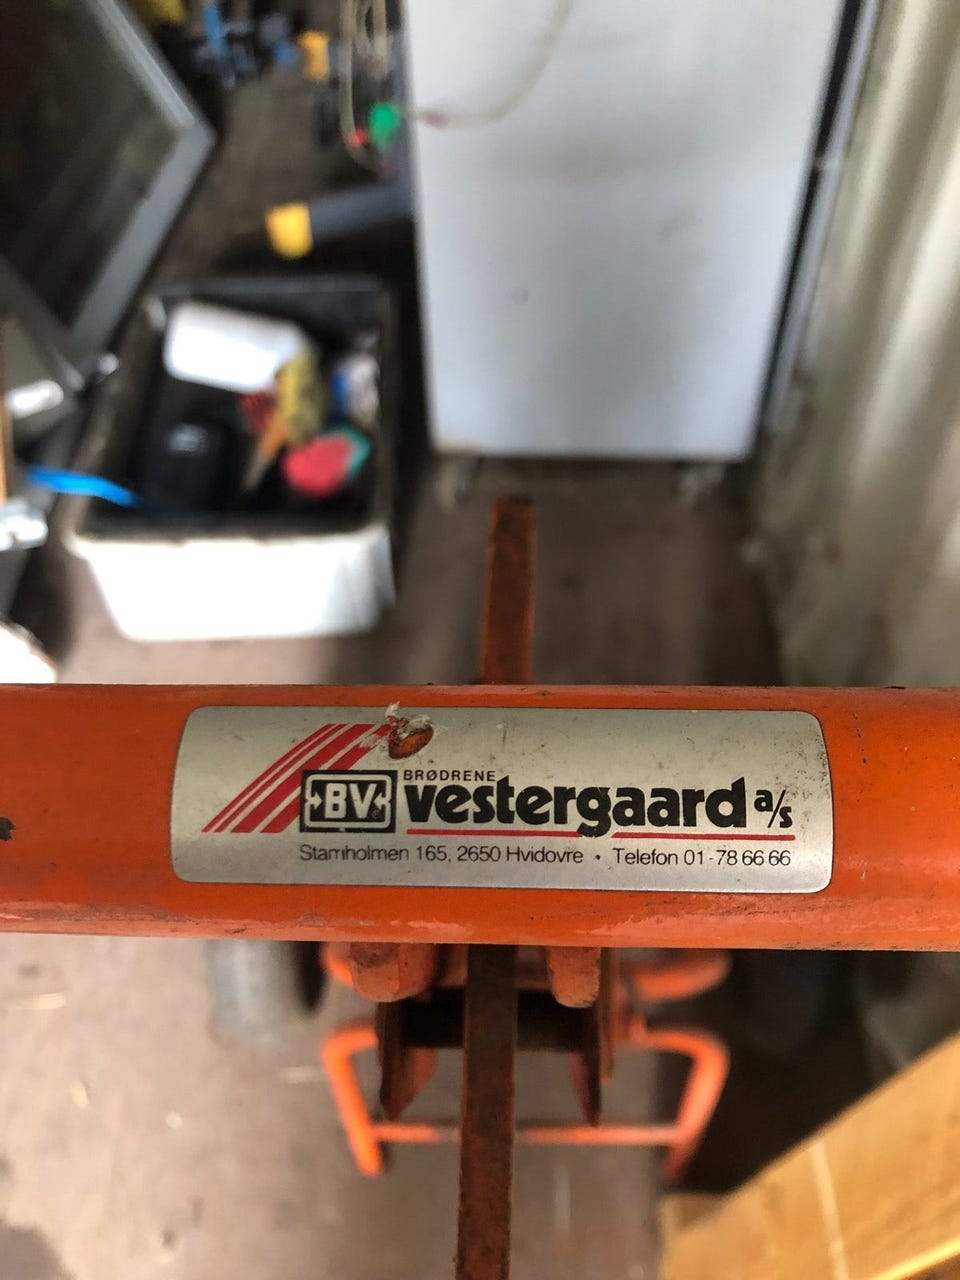 BV
BRØDRENE
vestergaard a/s
Stamholmen 165, 2650 Hvidovre • Telefon 01-78 66 66